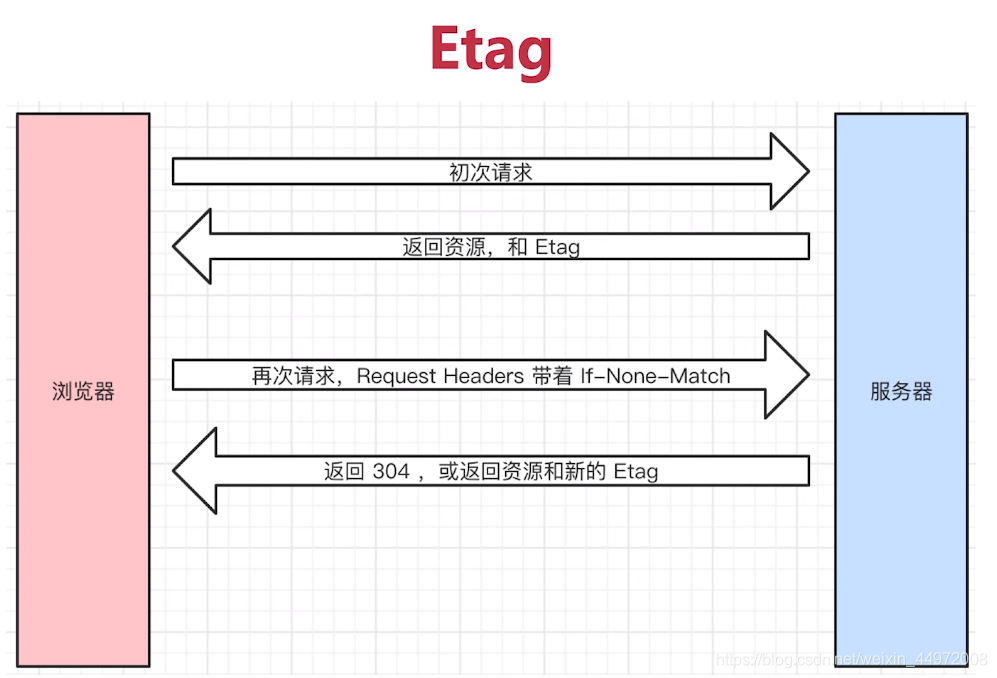 Etag
初次请求
返回资源，和 Etag
再次请求，Request Headers 带着 If-None-Match
浏览器
服务器
返回 304 ，或返回资源和新的 Etag
https://blog.csdn.net/weixin_44972008